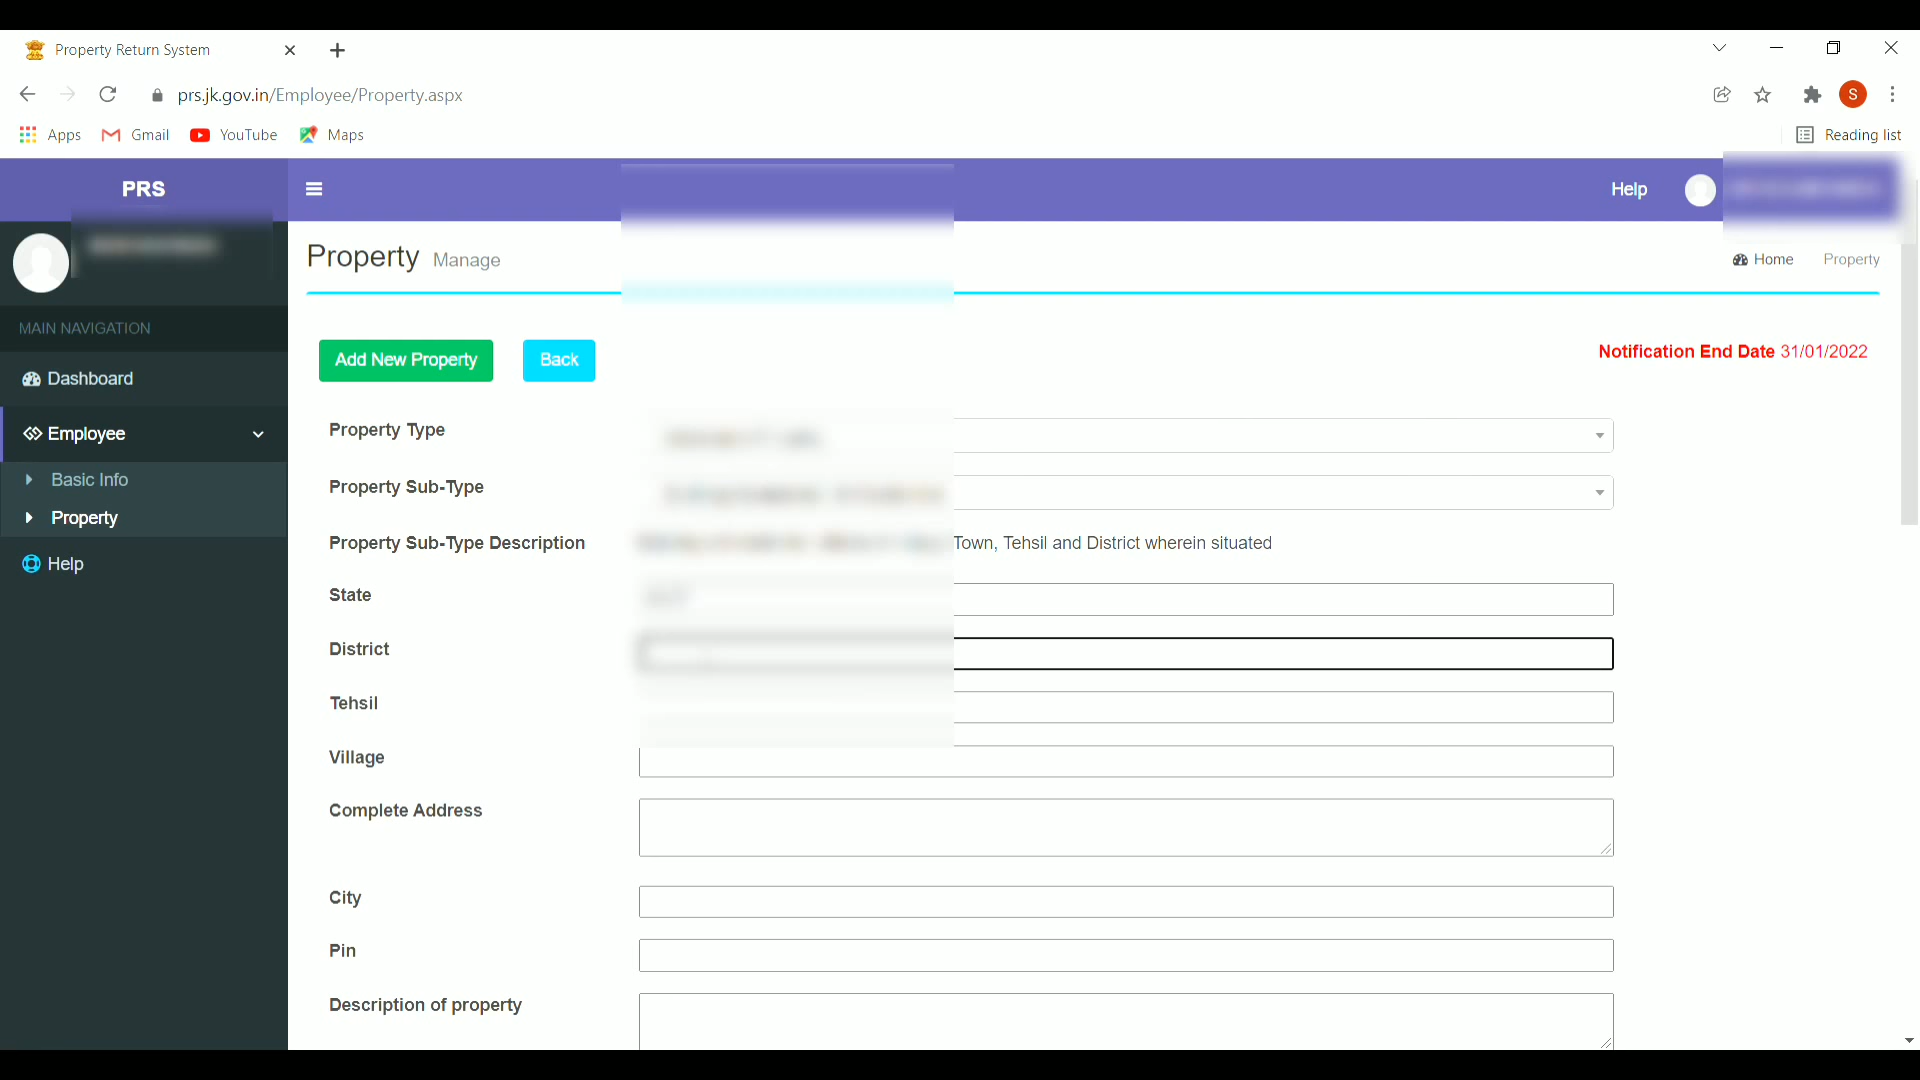 Property Return System
prs.jk.gov.in/Employee/Property.aspx
S
Apps Gmail YouTube Maps Reading list
PRS Help
Property Manage Home Property
MAIN NAVIGATION
Dashboard
Employee
Basic Info
Property
Help
Add New Property Back Notification End Date 31/01/2022
Property Type
Property Sub-Type
Property Sub-Type Description Town, Tehsil and District wherein situated
State
District
Tehsil
Village
Complete Address
City
Pin
Description of property